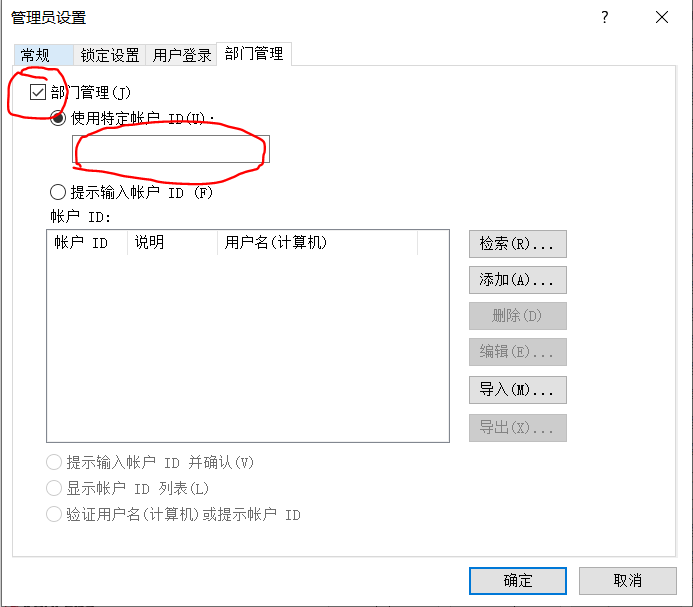 管理员设置
?
常规 锁定设置 用户登录 部门管理
部门管理(J)
使用特定帐户 ID(U):
提示输入帐户 ID (F)
帐户 ID:
帐户 ID 说明 用户名(计算机)
检索(R)...
添加(A)...
删除(D)
编辑(E)...
导入(M)...
导出(X)...
提示输入帐户 ID 并确认(V)
显示帐户 ID 列表(L)
验证用户名(计算机)或提示帐户 ID
确定 取消